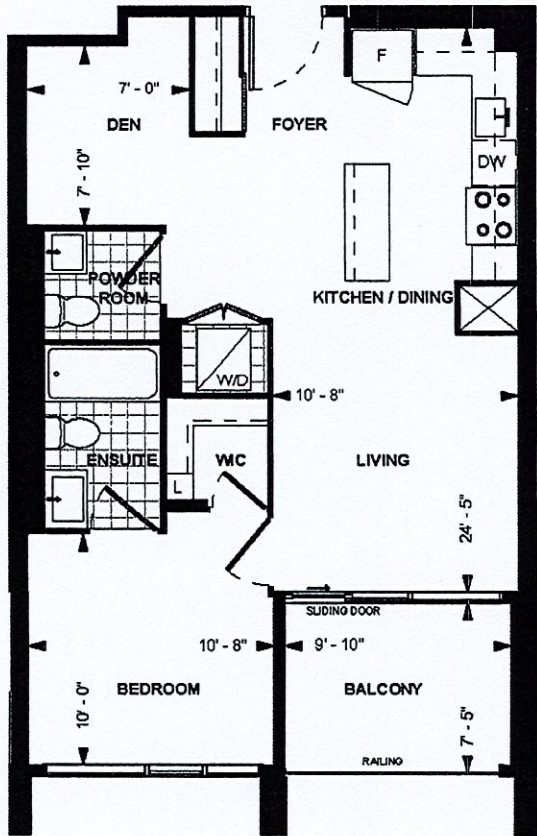 F
7' - 0"
DEN
FOYER
DW
7' - 10"
POWDER
ROOM
KITCHEN / DINING
W/D
10' - 8"
ENSUITE
WIC
LIVING
L
24' - 5"
SLIDING DOOR
10' - 8"
9' - 10"
BEDROOM
BALCONY
10' - 0"
7' - 5"
RAILING